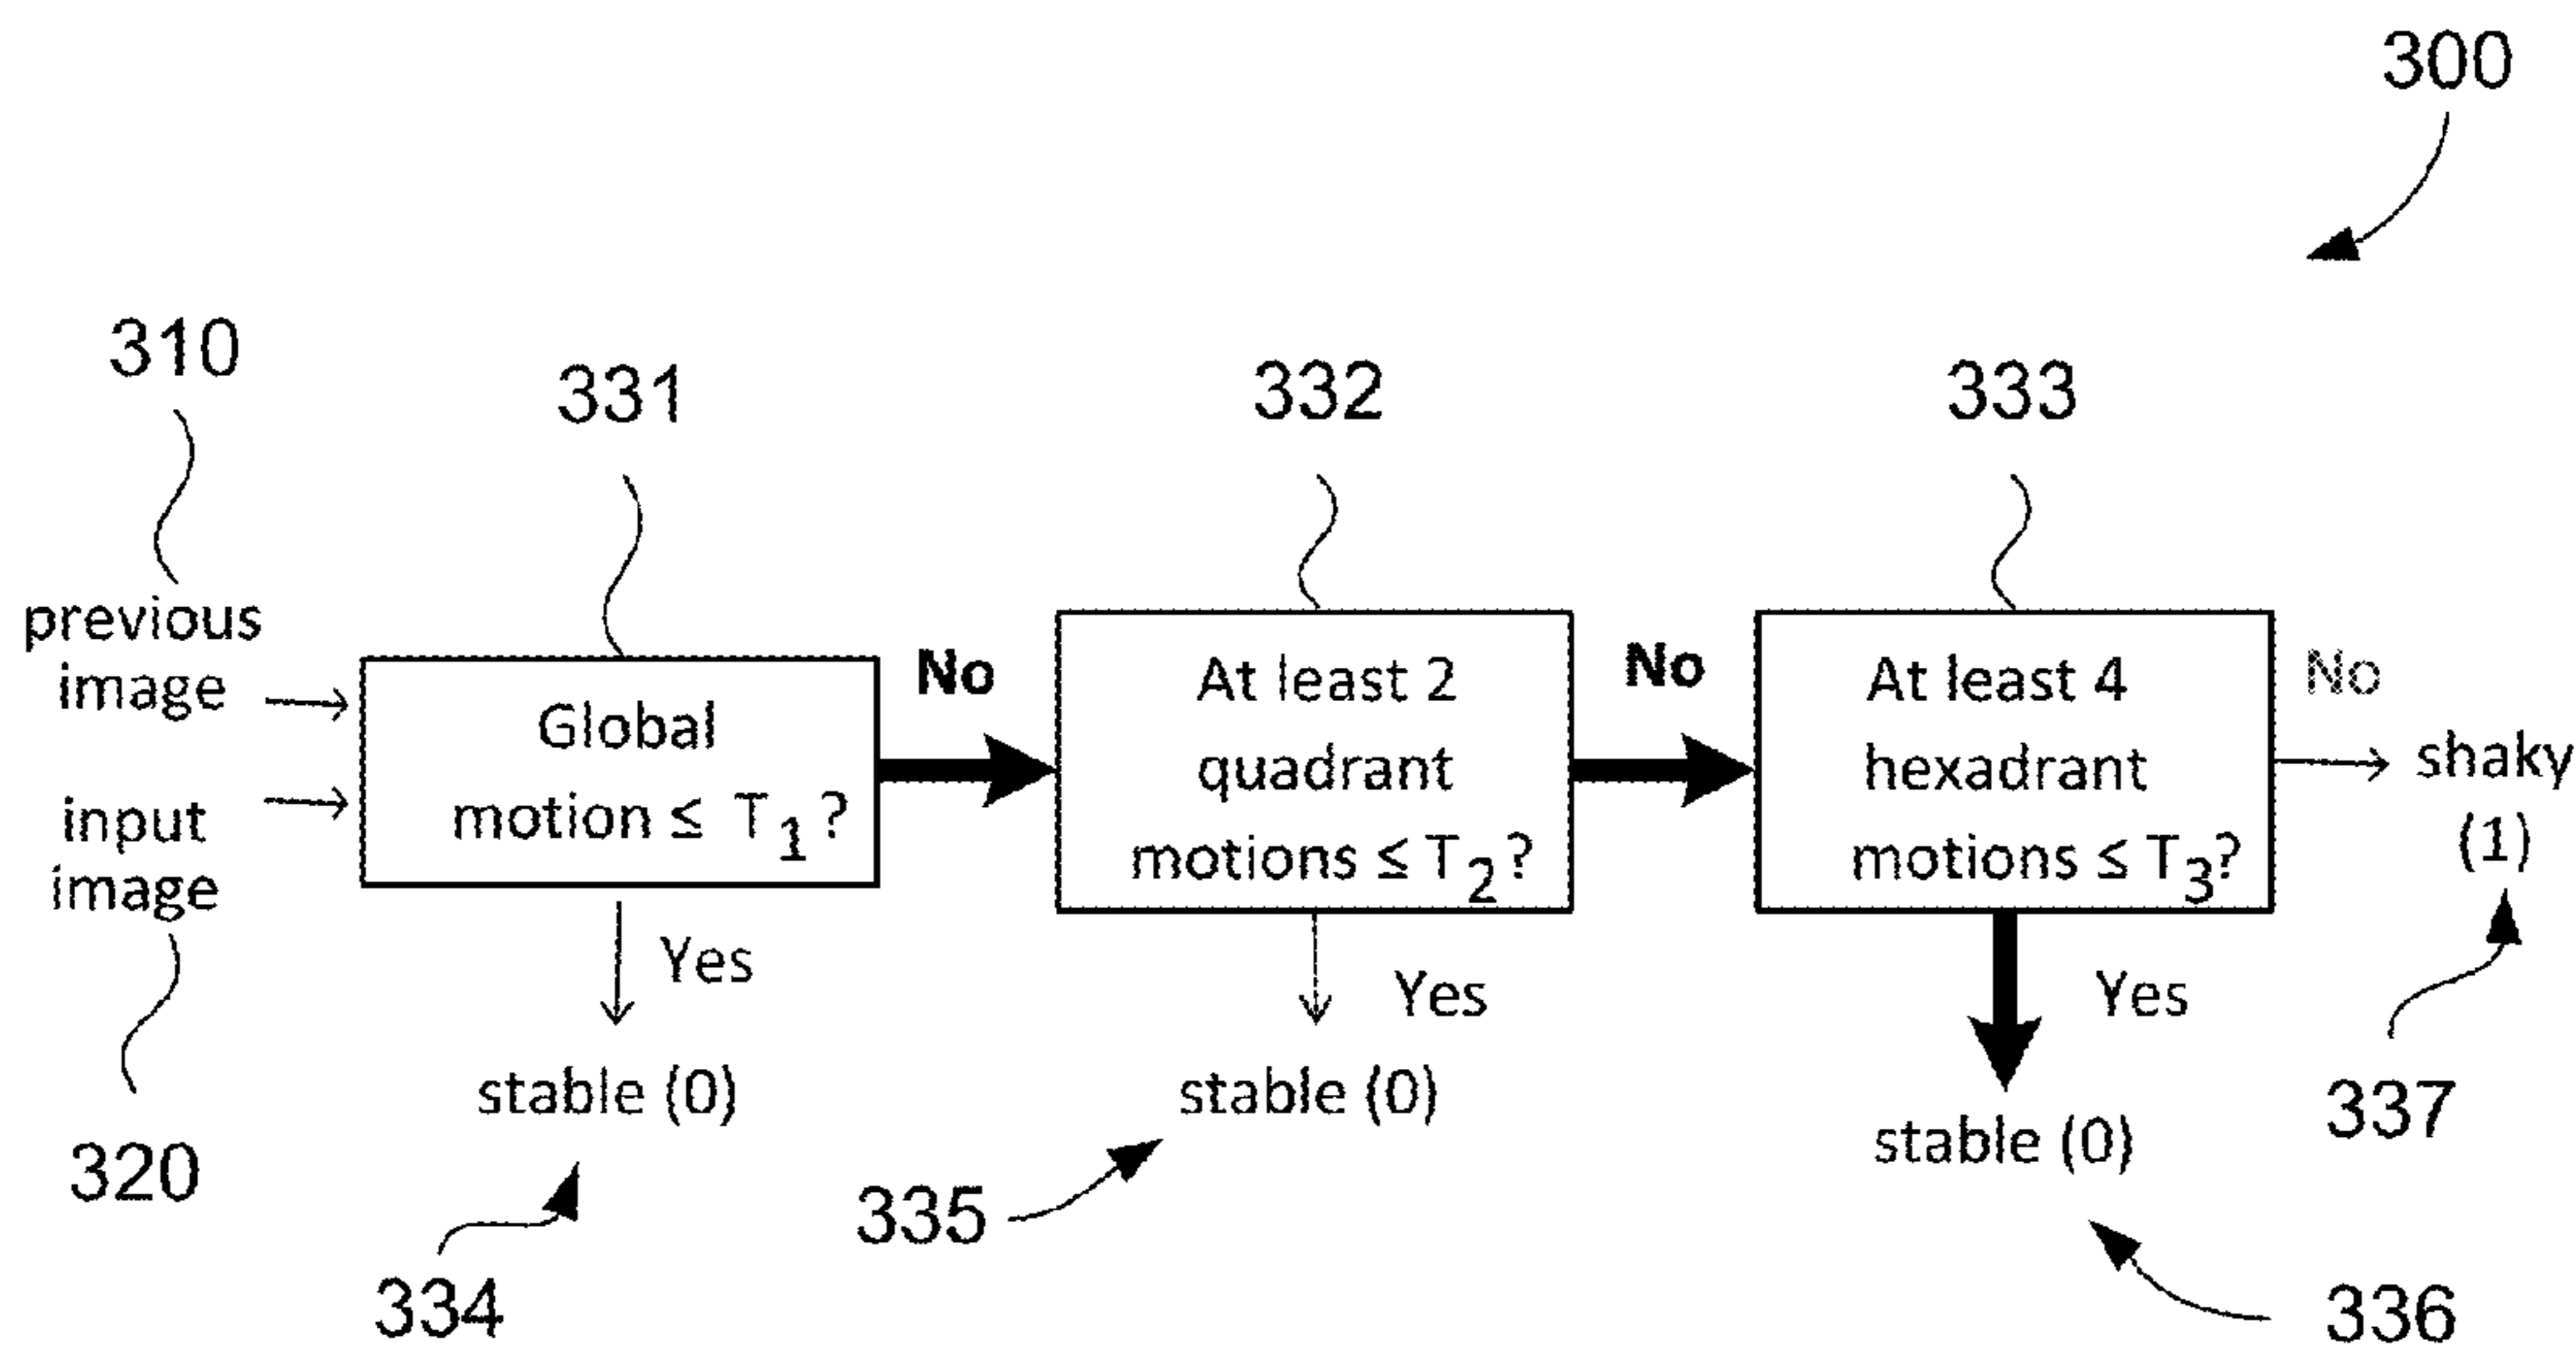 300
310
331
332
333
previous
image
input
image
Global
motion ≤ T1?
No
At least 2
quadrant
motions ≤ T2?
No
At least 4
hexadrant
motions ≤ T3?
No
shaky
(1)
Yes
Yes
Yes
stable (0)
stable (0)
stable (0)
320
334
335
336
337